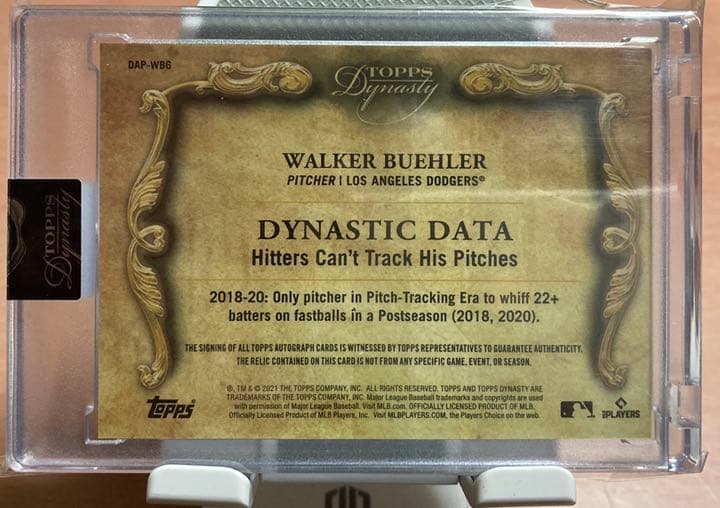 DAP-WB6
TOPPS
Dynasty
WALKER BUEHLER
PITCHER | LOS ANGELES DODGERS®
DYNASTIC DATA
Hitters Can't Track His Pitches
2018-20: Only pitcher in Pitch-Tracking Era to whiff 22+
batters on fastballs in a Postseason (2018, 2020).
THE SIGNING OF ALL TOPPS AUTOGRAPH CARDS IS WITNESSED BY TOPPS REPRESENTATIVES TO GUARANTEE AUTHENTICITY.
THE RELIC CONTAINED ON THIS CARD IS NOT FROM ANY SPECIFIC GAME, EVENT, OR SEASON.
®, TM & © 2021 THE TOPPS COMPANY, INC. ALL RIGHTS RESERVED. TOPPS AND TOPPS DYNASTY ARE
TRADEMARKS OF THE TOPPS COMPANY, INC. Major League Baseball trademarks and copyrights are used
with permission of Major League Baseball. Visit MLB.com. OFFICIALLY LICENSED PRODUCT OF MLB.
Officially Licensed Product of MLB Players, Inc. Visit MLBPLAYERS.COM, the Players Choice on the web.
Topps
PLAYERS
TOPPS
Dynasty